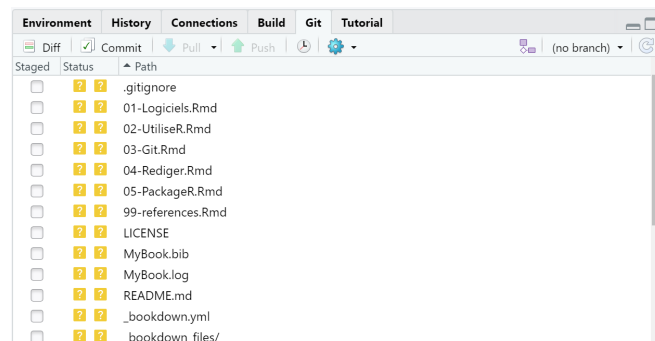 Environment History Connections Build Git Tutorial
Diff Commit Pull Push (no branch)
Staged Status Path
? ? .gitignore
? ? 01-Logiciels.Rmd
? ? 02-UtiliseR.Rmd
? ? 03-Git.Rmd
? ? 04-Rediger.Rmd
? ? 05-PackageR.Rmd
? ? 99-references.Rmd
? ? LICENSE
? ? MyBook.bib
? ? MyBook.log
? ? README.md
? ? _bookdown.yml
? ? _bookdown_files/